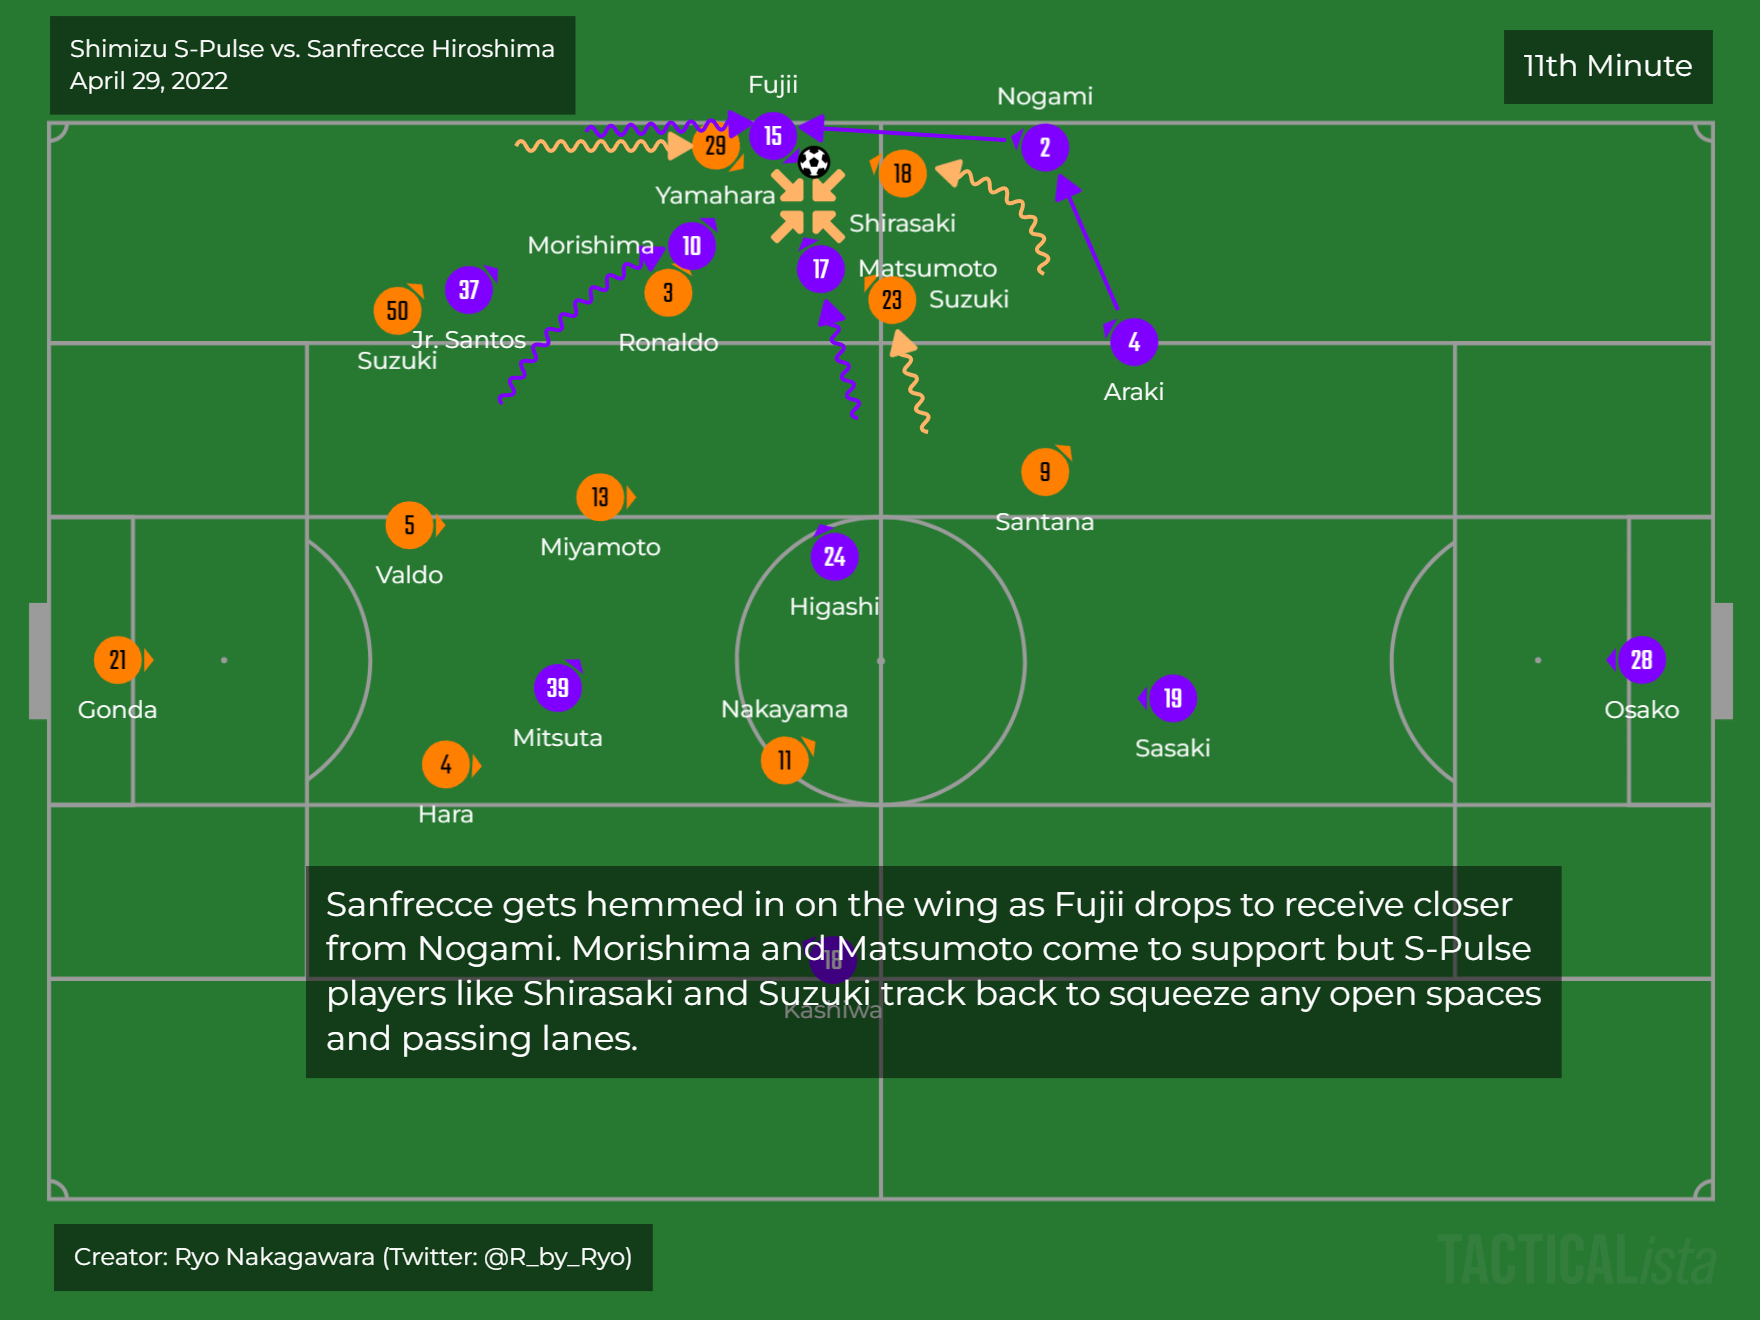 Shimizu S-Pulse vs. Sanfrecce Hiroshima
April 29, 2022
11th Minute
Fujii
Nogami
15
29
2
18
Yamahara
Shirasaki
Morishima
10
17
Matsumoto
37
3
23
Suzuki
50
Jr. Santos
Ronaldo
4
Suzuki
Araki
9
13
Santana
5
Miyamoto
24
Valdo
Higashi
21
28
39
19
Gonda
Nakayama
Osako
Mitsuta
Sasaki
4
11
Hara
Sanfrecce gets hemmed in on the wing as Fujii drops to receive closer
from Nogami. Morishima and Matsumoto come to support but S-Pulse
18
players like Shirasaki and Suzuki track back to squeeze any open spaces
Kashiwa
and passing lanes.
Creator: Ryo Nakagawara (Twitter: @R_by_Ryo)
TACTICALista